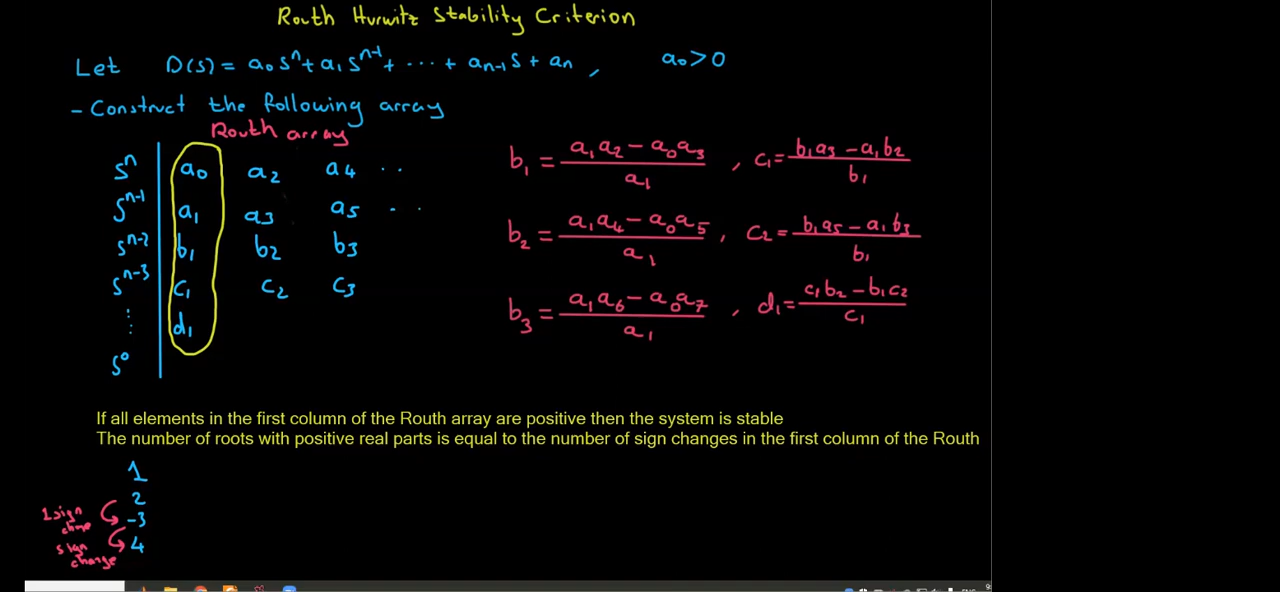 Routh Hurwitz Stability Criterion
Let D(s) = a₀sⁿ + a₁sⁿ⁻¹ + ··· + aₙ₋₁s + aₙ , a₀ > 0
- Construct the following array
Routh array
sⁿ | a₀ a₂ a₄ ··
sⁿ⁻¹ | a₁ a₃ a₅ ··
sⁿ⁻² | b₁ b₂ b₃
sⁿ⁻³ | c₁ c₂ c₃
⋮ | d₁
s⁰
b₁ = (a₁a₂ − a₀a₃)/a₁ , c₁ = (b₁a₃ − a₁b₂)/b₁
b₂ = (a₁a₄ − a₀a₅)/a₁ , c₂ = (b₁a₅ − a₁b₃)/b₁
b₃ = (a₁a₆ − a₀a₇)/a₁ , d₁ = (c₁b₂ − b₁c₂)/c₁
If all elements in the first column of the Routh array are positive then the system is stable
The number of roots with positive real parts is equal to the number of sign changes in the first column of the Routh
1
2
1 sign
-3
sign
change
4